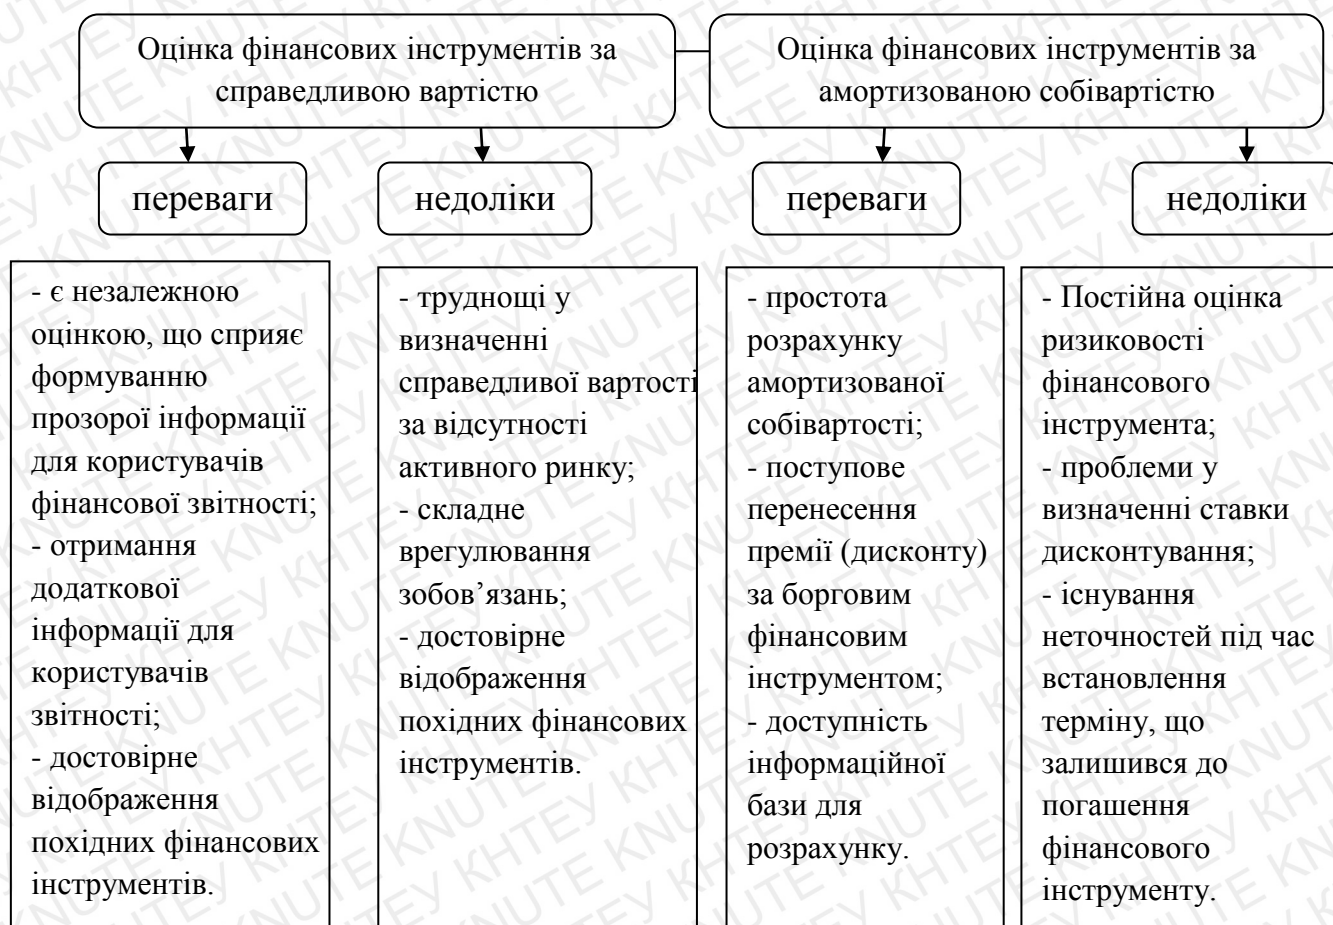 Оцінка фінансових інструментів за
справедливою вартістю
Оцінка фінансових інструментів за
амортизованою собівартістю
переваги
недоліки
переваги
недоліки
- є незалежною
оцінкою, що сприяє
формуванню
прозорої інформації
для користувачів
фінансової звітності;
- отримання
додаткової
інформації для
користувачів
звітності;
- достовірне
відображення
похідних фінансових
інструментів.
- труднощі у
визначенні
справедливої вартості
за відсутності
активного ринку;
- складне
врегулювання
зобов’язань;
- достовірне
відображення
похідних фінансових
інструментів.
- простота
розрахунку
амортизованої
собівартості;
- поступове
перенесення
премії (дисконту)
за борговим
фінансовим
інструментом;
- доступність
інформаційної
бази для
розрахунку.
- Постійна оцінка
ризиковості
фінансового
інструмента;
- проблеми у
визначенні ставки
дисконтування;
- існування
неточностей під час
встановлення
терміну, що
залишився до
погашення
фінансового
інструменту.